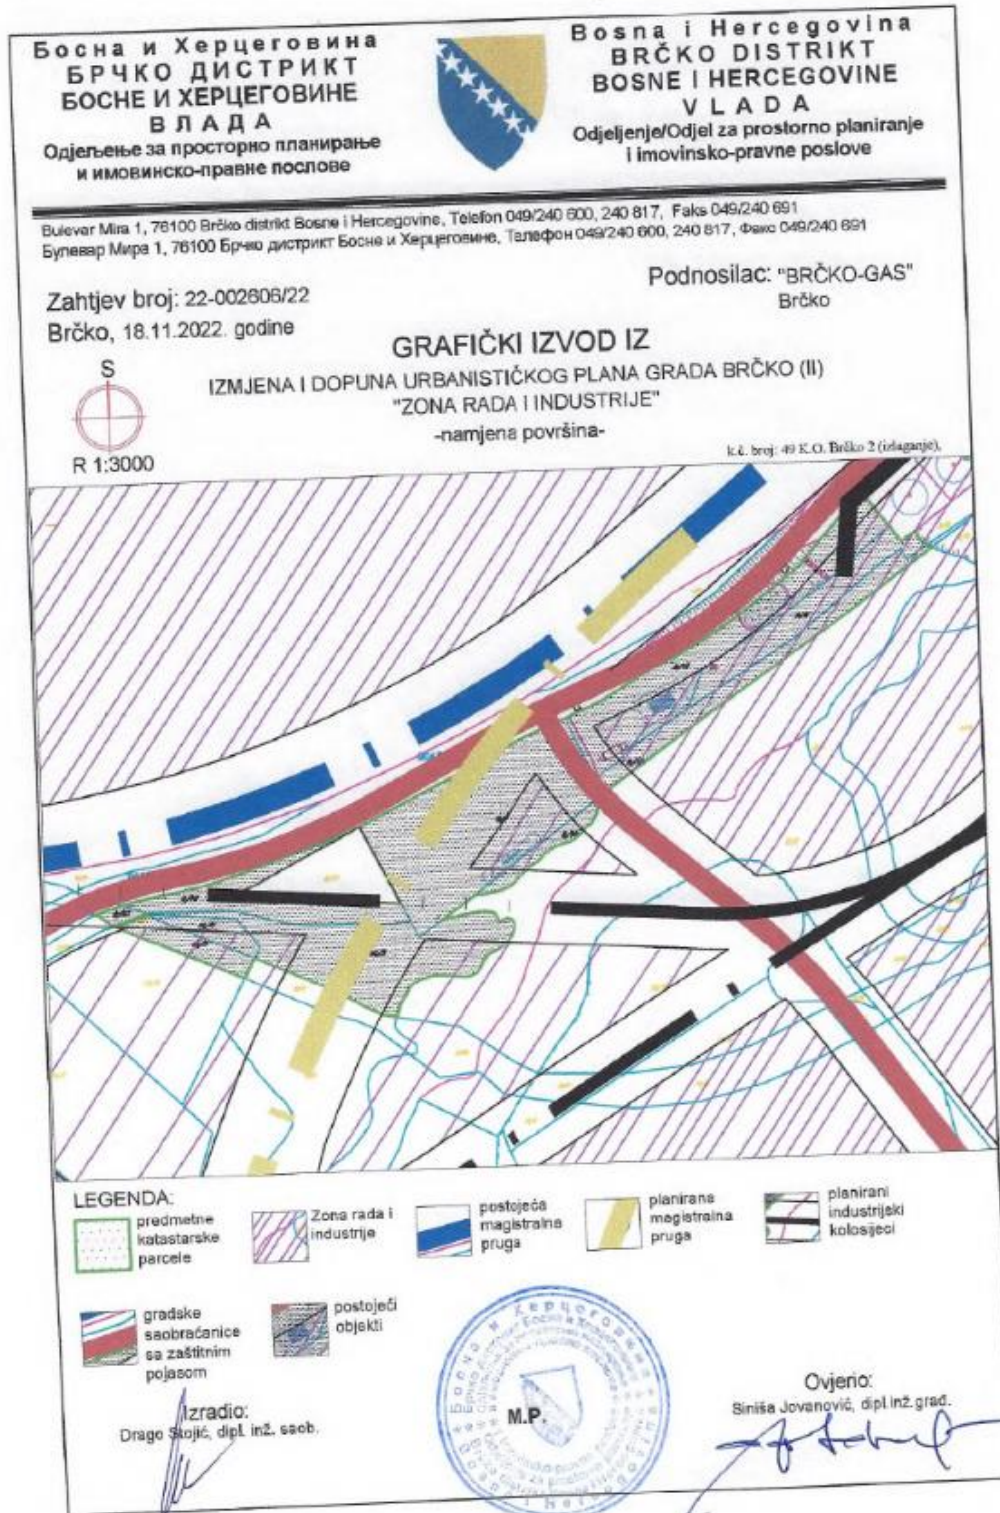 Босна и Херцеговина
БРЧКО ДИСТРИКТ
БОСНЕ И ХЕРЦЕГОВИНЕ
ВЛАДА
Одјељење за просторно планирање
и имовинско-правне послове
Bosna i Hercegovina
BRČKO DISTRIKT
BOSNE I HERCEGOVINE
VLADA
Odjeljenje/Odjel za prostorno planiranje
i imovinsko-pravne poslove
Bulevar Mira 1, 76100 Brčko distrikt Bosne i Hercegovine, Telefon 049/240 600, 240 817, Faks 049/240 691
Булевар Мира 1, 76100 Брчко дистрикт Босне и Херцеговине, Телефон 049/240 600, 240 817, Факс 049/240 691
Zahtjev broj: 22-002606/22
Podnosilac: "BRČKO-GAS"
Brčko
Brčko, 18.11.2022. godine
GRAFIČKI IZVOD IZ
IZMJENA I DOPUNA URBANISTIČKOG PLANA GRADA BRČKO (II)
"ZONA RADA I INDUSTRIJE"
-namjena površina-
S
R 1:3000
k.č. broj: 49 K.O. Brčko 2 (izlaganje),
LEGENDA:
predmetne
katastarske
parcele
Zona rada i
industrije
postojeća
magistralna
pruga
planirana
magistralna
pruga
planirani
industrijski
kolosijeci
gradske
saobraćanice
sa zaštitnim
pojasom
postojeći
objekti
Izradio:
Drago Stojić, dipl. inž. saob.
M.P.
Ovjerio:
Siniša Jovanović, dipl.inž.građ.